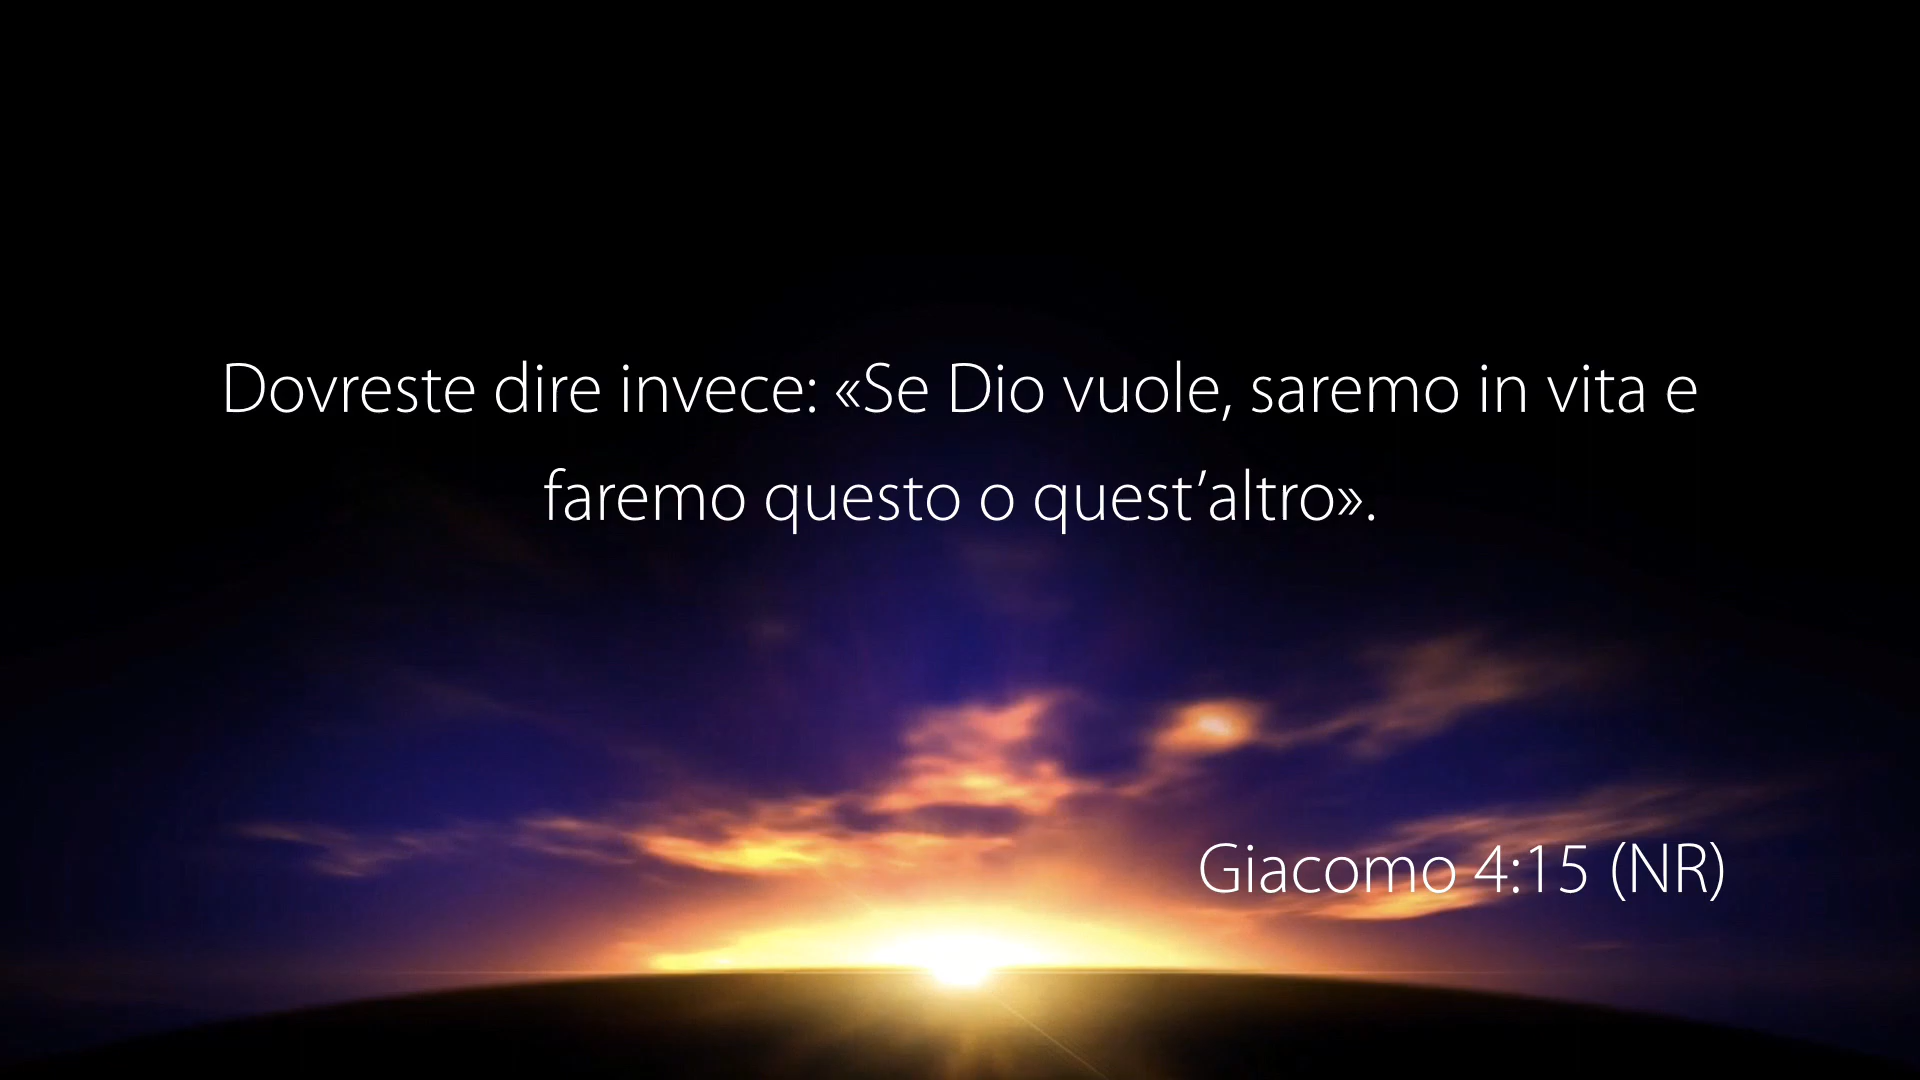 Dovreste dire invece: «Se Dio vuole, saremo in vita e
faremo questo o quest’altro».
Giacomo 4:15 (NR)